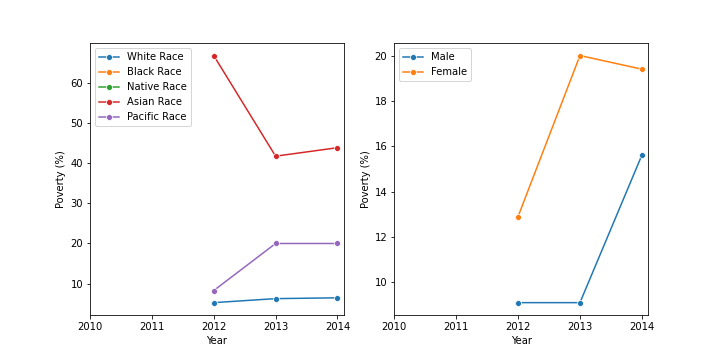 White Race
Black Race
Native Race
Asian Race
Pacific Race
60
50
40
30
20
10
Poverty (%)
2010 2011 2012 2013 2014
Year
Male
Female
20
18
16
14
12
10
Poverty (%)
2010 2011 2012 2013 2014
Year